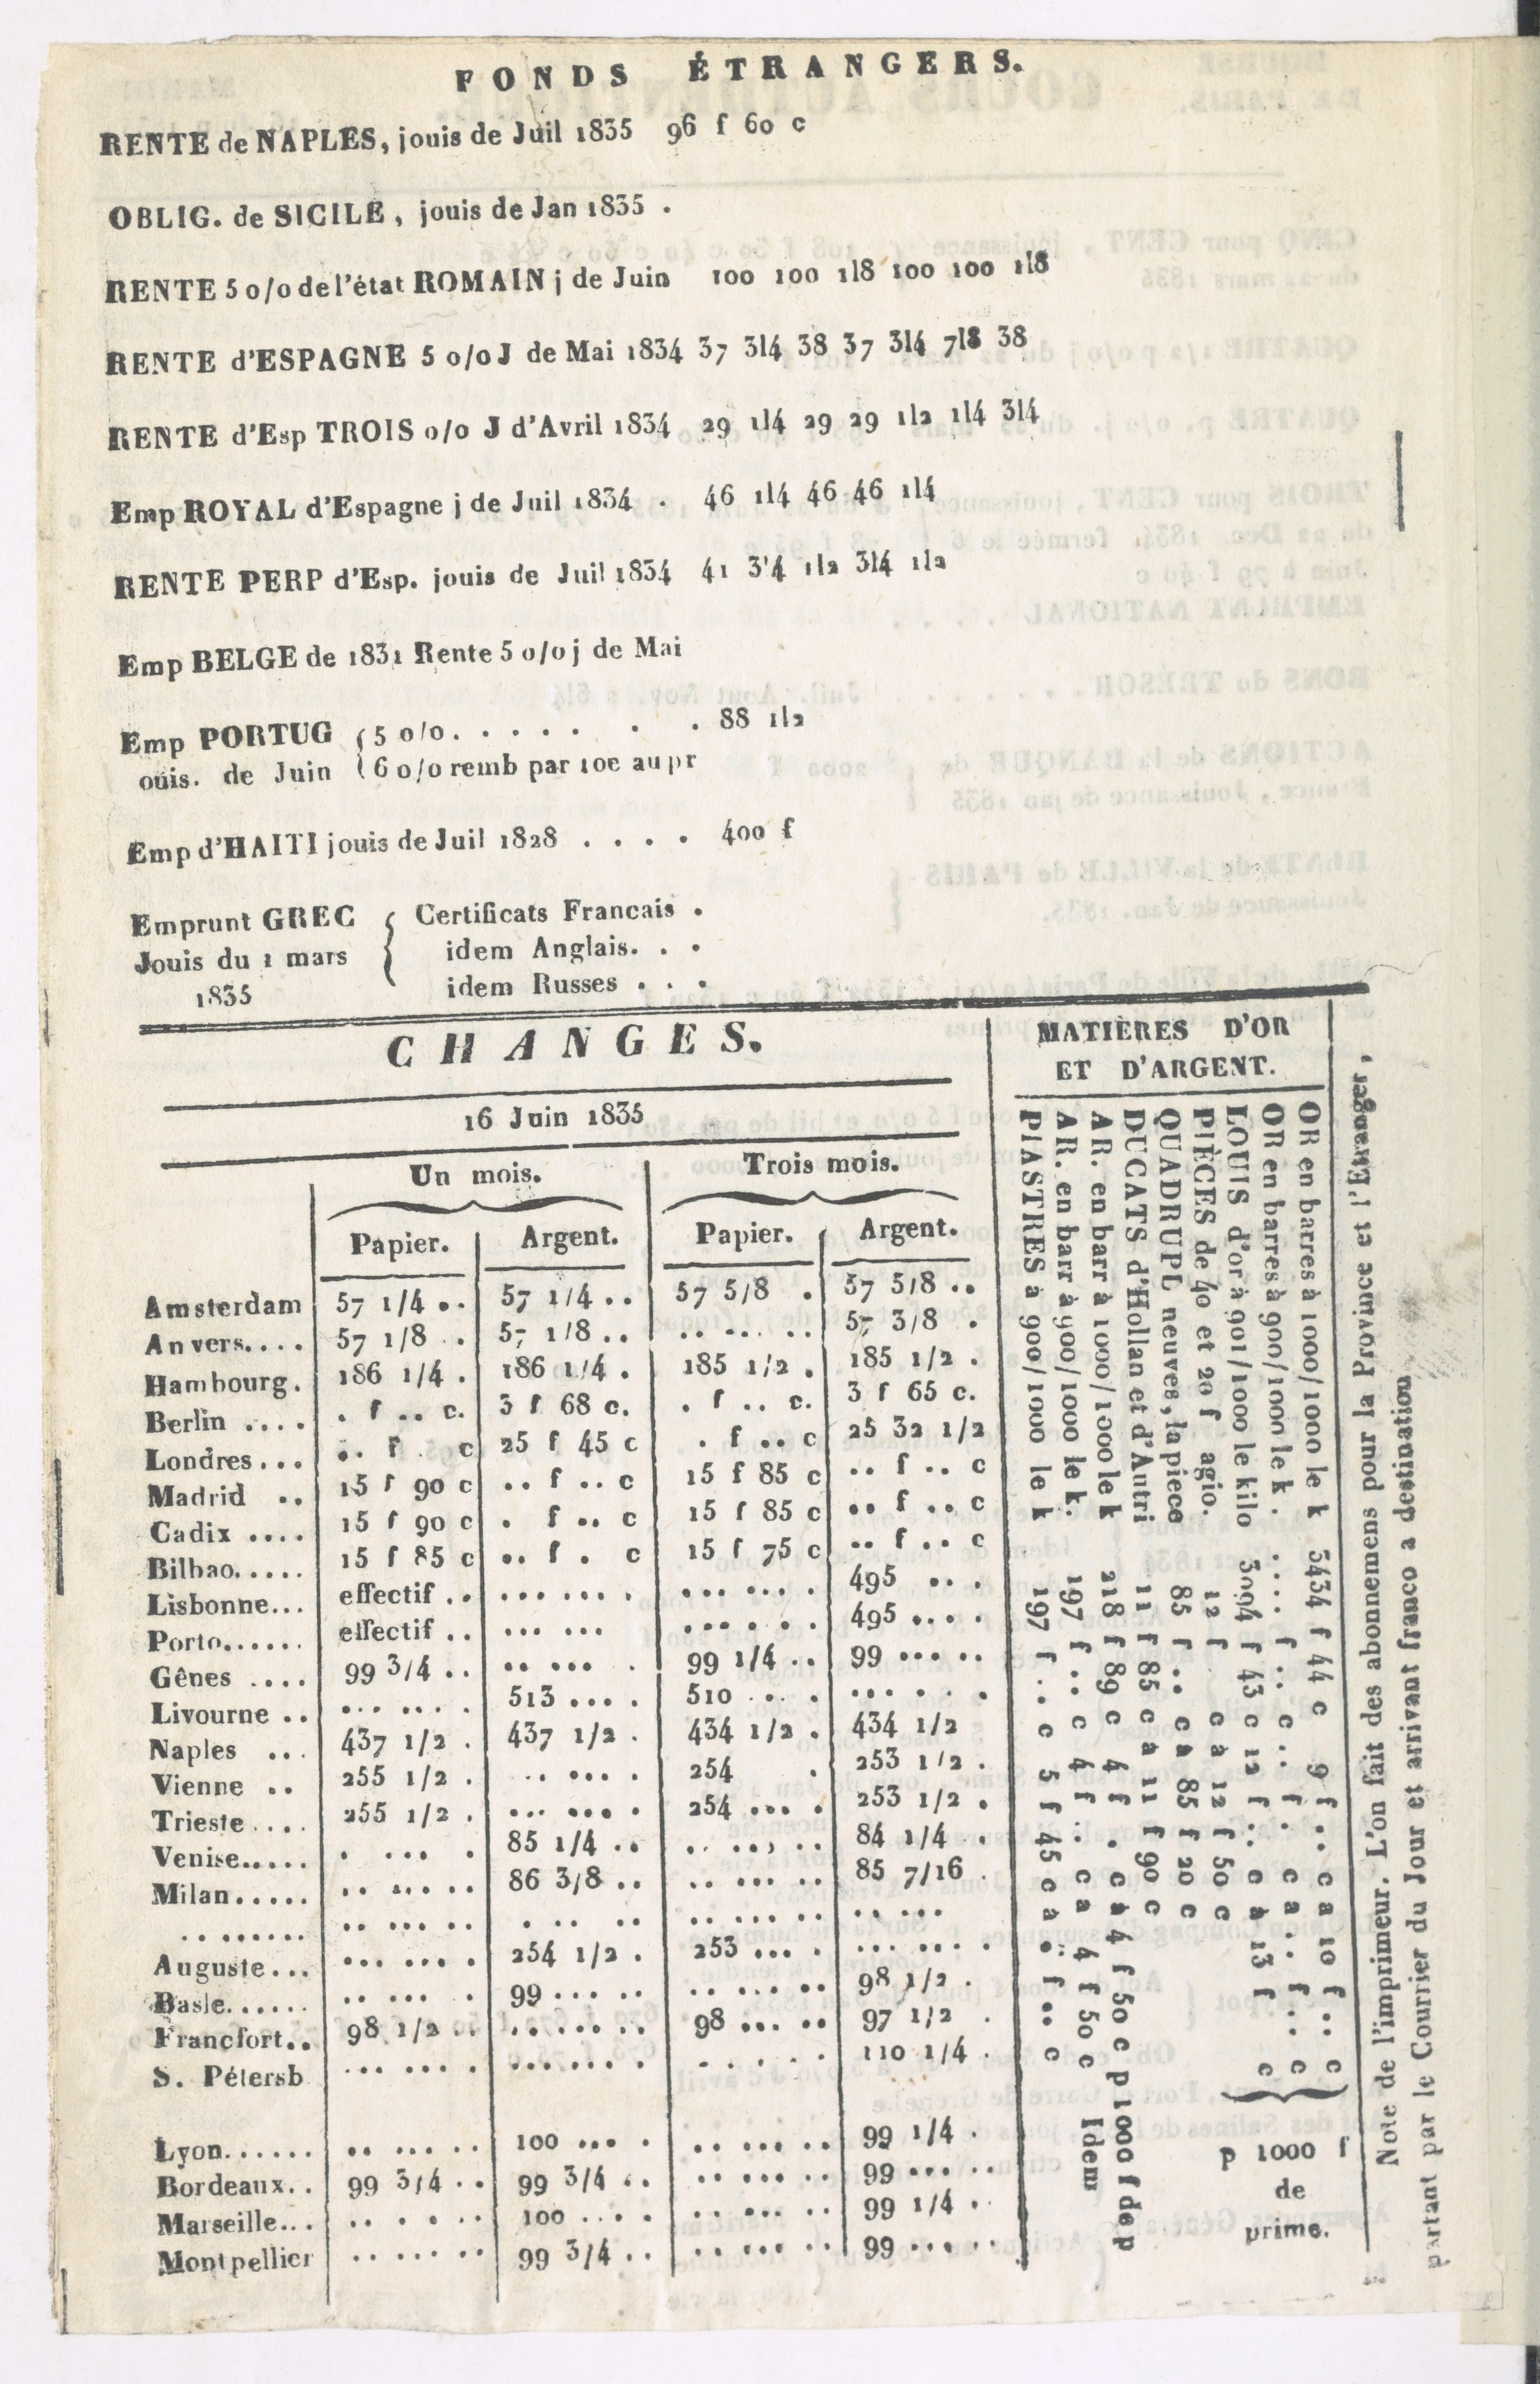 FONDS ÉTRANGERS.
RENTE de NAPLES, jouis de Juil 1835 96 f 60 c
OBLIG. de SICILE, jouis de Jan 1835 .
RENTE 5 o/o de l'état ROMAIN j de Juin 100 100 1l8 100 100 1l8
RENTE d'ESPAGNE 5 o/o J de Mai 1834 37 3l4 38 37 3l4 7l8 38
RENTE d'Esp TROIS o/o J d'Avril 1834 29 1l4 29 29 1l2 1l4 3l4
Emp ROYAL d'Espagne j de Juil 1834 . 46 1l4 46 46 1l4
RENTE PERP d'Esp. jouis de Juil 1834 41 3'4 1l2 3l4 1l2
Emp BELGE de 1831 Rente 5 o/o j de Mai
Emp PORTUG { 5 o/o. . . . . . . 88 1l2
ouis. de Juin { 6 o/o remb par 10e au pr
Emp d'HAITI jouis de Juil 1828 . . . . 400 f
Emprunt GREC { Certificats Francais .
Jouis du 1 mars idem Anglais. . .
1835 idem Russes . . .
CHANGES.
16 Juin 1835
Un mois. Trois mois.
Papier. Argent. Papier. Argent.
Amsterdam 57 1/4 .. 57 1/4 .. 57 5/8 . 57 5/8 ..
Anvers.... 57 1/8 .. 57 1/8 .. .. ... .. 57 3/8 .
Hambourg. 186 1/4 . 186 1/4 . 185 1/2 . 185 1/2 .
Berlin .... . f .. c. 3 f 68 c. . f .. c. 3 f 65 c.
Londres... .. f . c 25 f 45 c . f .. c 25 32 1/2
Madrid .. 15 f 90 c .. f .. c 15 f 85 c .. f .. c
Cadix .... 15 f 90 c . f .. c 15 f 85 c .. f .. c
Bilbao..... 15 f 85 c .. f . c 15 f 75 c .. f .. c
Lisbonne... effectif .. ... ... . ... ... . 495 .. .
Porto...... effectif .. ... ... ... . . . 495 ... .
Gênes .... 99 3/4 .. .. ... . 99 1/4 .. 99 ... ..
Livourne .. ... ... . 513 ... . 510 ... . ... . . .
Naples ... 437 1/2 . 437 1/2 . 434 1/2 . 434 1/2
Vienne .. 255 1/2 . .. ... . 254 . 253 1/2 .
Trieste.... 255 1/2 . ... ... . 254 ... . 253 1/2 .
Venise..... . ... . 85 1/4 .. .. ... .. 84 1/4 ..
Milan..... .. ... .. 86 3/8 .. .. ... .. 85 7/16 .
.. ...... .. ... .. . .. .. .. ... .. .. ...
Auguste... ... ... . 254 1/2 . 253 ... . ... ... .
Basle...... .. ... . 99 ... .. .. ... .. 98 1/2 .
Francfort.. 98 1/2 .. .. ... .. 98 ... .. 97 1/2 .
S. Pétersb ... ... . ... ... . . . . . . 110 1/4 .
Lyon...... .. ... .. 100 ... . .. ... .. 99 1/4 .
Bordeaux.. 99 3/4 .. 99 3/4 .. .. ... .. 99 ... ..
Marseille... .. . . .. 100 ... . .. ... .. 99 1/4 ..
Montpellier .. ... .. 99 3/4 .. .. ... .. 99 ... ..
MATIÈRES D'OR
ET D'ARGENT.
OR en barres à 1000/1000 le k 3434 f 44 c 9 f .. c a 10 f .. c
OR en barres à 900/1000 le k . .... f .. c .. f . c a .. f .. c
LOUIS d'or à 901/1000 le kilo 3094 f 43 c 12 f .. c à 13 f c
p 1000 f
de
prime.
PIÈCES de 40 et 20 f agio. 12 f c à 12 f 50 c
QUADRUPL neuves, la piece 85 f .. c à 85 f 20 c
DUCATS d'Hollan et d'Autri 11 f 85 c à 11 f 90 c
AR. en barr à 1000/1000 le k 218 f 89 c 4 f . c à 4 f 50 c p 1000 f de p
AR. en barr à 900/1000 le k. 197 f .. c 4 f .. c a 4 f 50 c Idem
PIASTRES à 900/1000 le k 197 f .. c 5 f 45 c à .. f .. c
Note de l'imprimeur. L'on fait des abonnemens pour la Province et l'Etranger,
partant par le Courrier du Jour et arrivant franco a destination